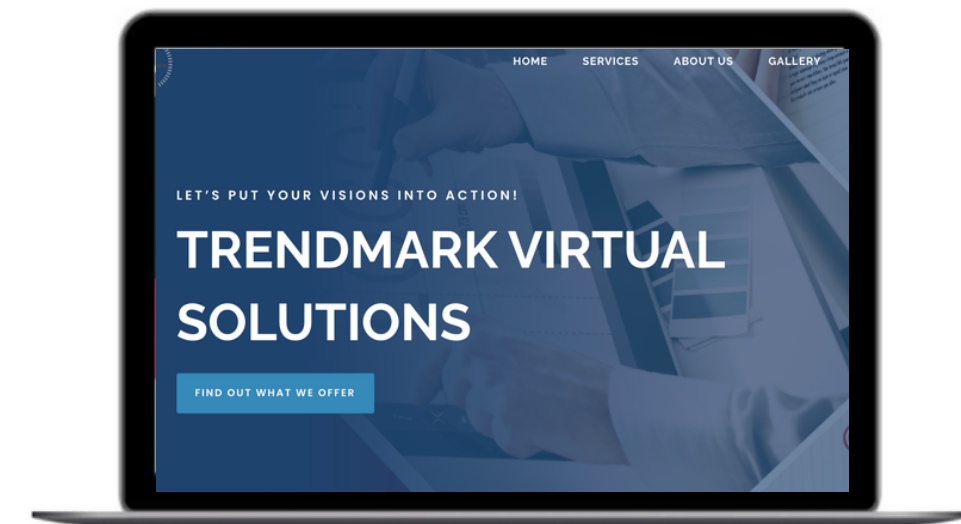 HOME SERVICES ABOUT US GALLERY
LET'S PUT YOUR VISIONS INTO ACTION!
TRENDMARK VIRTUAL
SOLUTIONS
FIND OUT WHAT WE OFFER